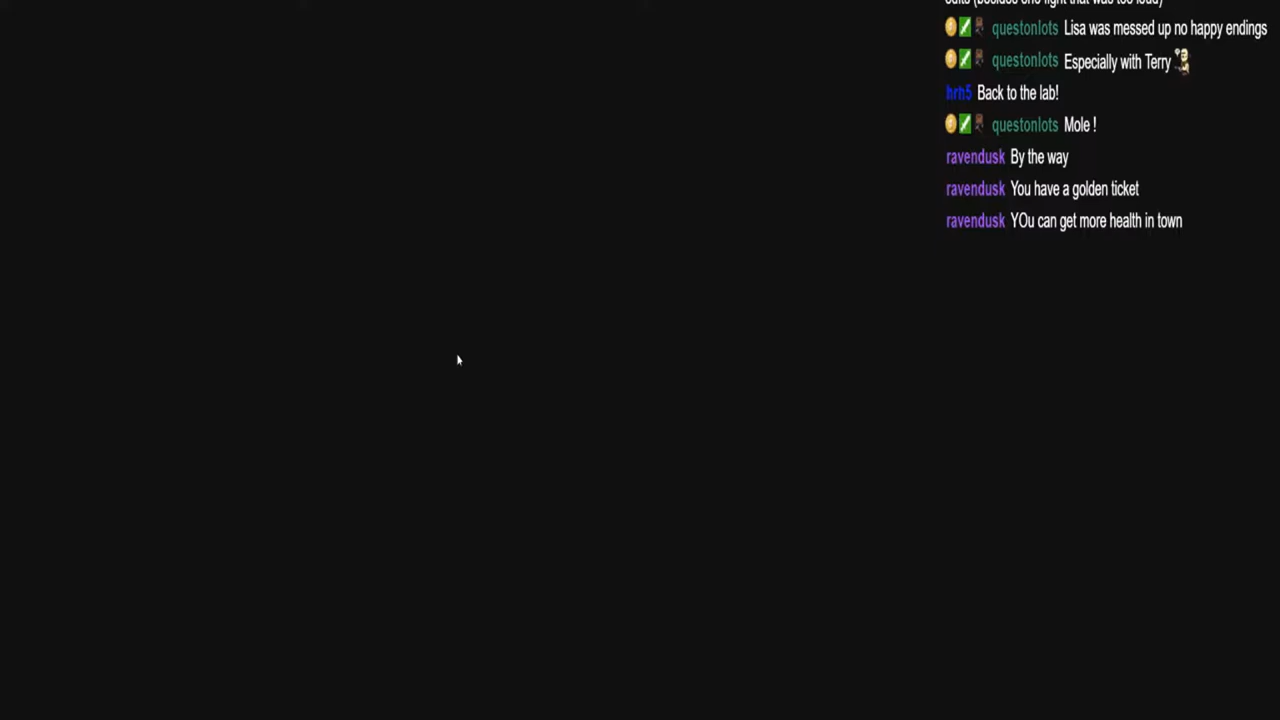 questonlots Lisa was messed up no happy endings
questonlots Especially with Terry
hrh5 Back to the lab!
questonlots Mole !
ravendusk By the way
ravendusk You have a golden ticket
ravendusk YOu can get more health in town